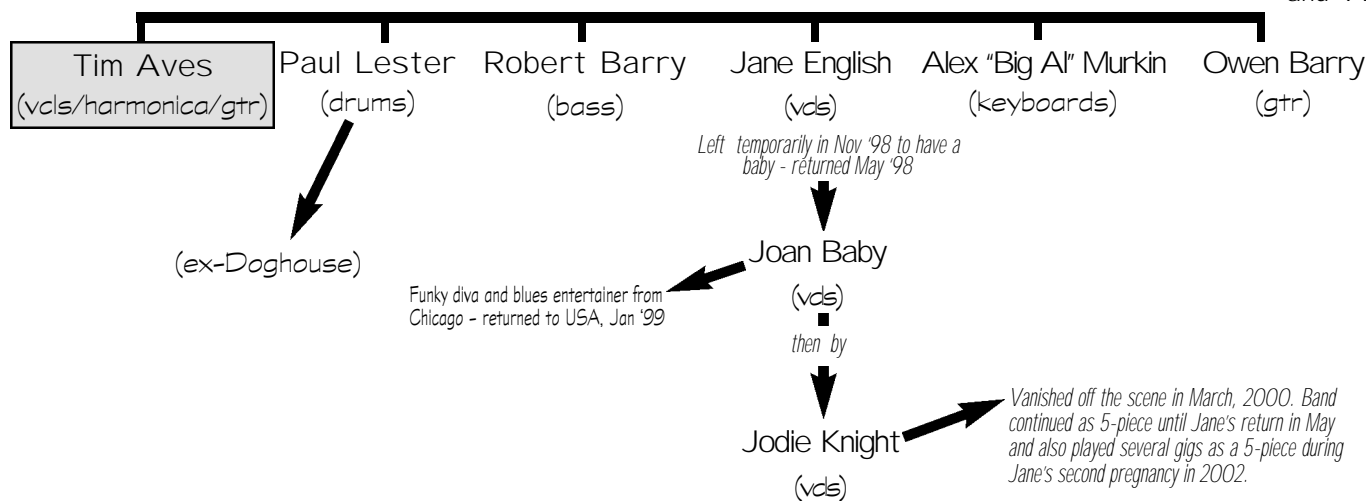 and
Tim Aves
(vcls/harmonica/gtr)
Paul Lester
(drums)
Robert Barry
(bass)
Jane English
(vcls)
Alex "Big Al" Murkin
(keyboards)
Owen Barry
(gtr)
Left temporarily in Nov '98 to have a
baby - returned May '98
(ex-Doghouse)
Joan Baby
(vcls)
Funky diva and blues entertainer from
Chicago - returned to USA, Jan '99
then by
Jodie Knight
(vcls)
Vanished off the scene in March, 2000. Band
continued as 5-piece until Jane's return in May
and also played several gigs as a 5-piece during
Jane's second pregnancy in 2002.